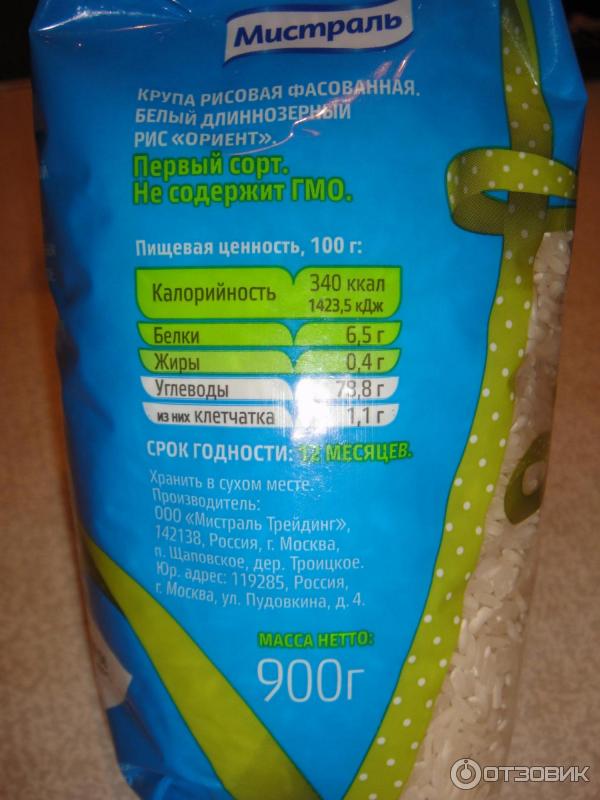 Мистраль
КРУПА РИСОВАЯ ФАСОВАННАЯ.
БЕЛЫЙ ДЛИННОЗЕРНЫЙ
РИС «ОРИЕНТ».
Первый сорт.
Не содержит ГМО.
Пищевая ценность, 100 г:
Калорийность 340 ккал
1423,5 кДж
Белки 6,5 г
Жиры 0,4 г
Углеводы 78,8 г
из них клетчатка 1,1 г
СРОК ГОДНОСТИ: 12 МЕСЯЦЕВ.
Хранить в сухом месте.
Производитель:
ООО «Мистраль Трейдинг»,
142138, Россия, г. Москва,
п. Щаповское, дер. Троицкое.
Юр. адрес: 119285, Россия,
г. Москва, ул. Пудовкина, д. 4.
МАССА НЕТТО:
900г
ОТЗОВИК